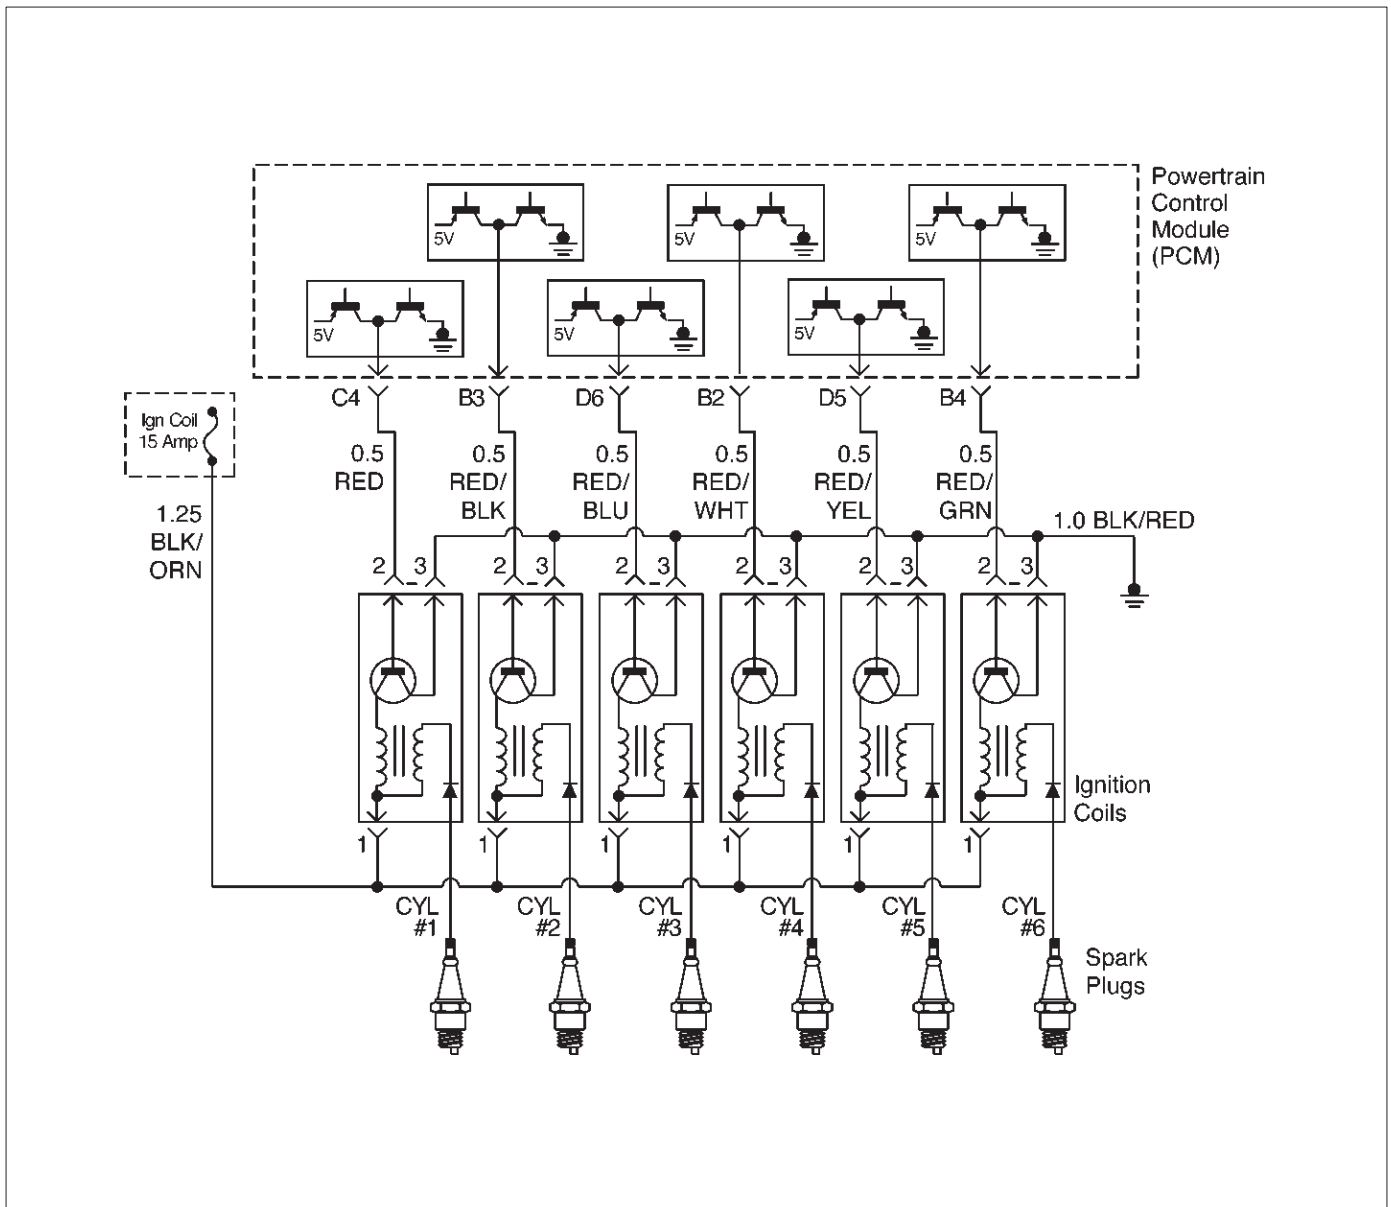 Powertrain
Control
Module
(PCM)
5V 5V 5V
5V 5V 5V
C4 B3 D6 B2 D5 B4
Ign Coil
15 Amp
0.5
RED
0.5
RED/
BLK
0.5
RED/
BLU
0.5
RED/
WHT
0.5
RED/
YEL
0.5
RED/
GRN
1.25
BLK/
ORN
1.0 BLK/RED
2 3 2 3 2 3 2 3 2 3 2 3
Ignition
Coils
1 1 1 1 1 1
CYL
#1
CYL
#2
CYL
#3
CYL
#4
CYL
#5
CYL
#6
Spark
Plugs